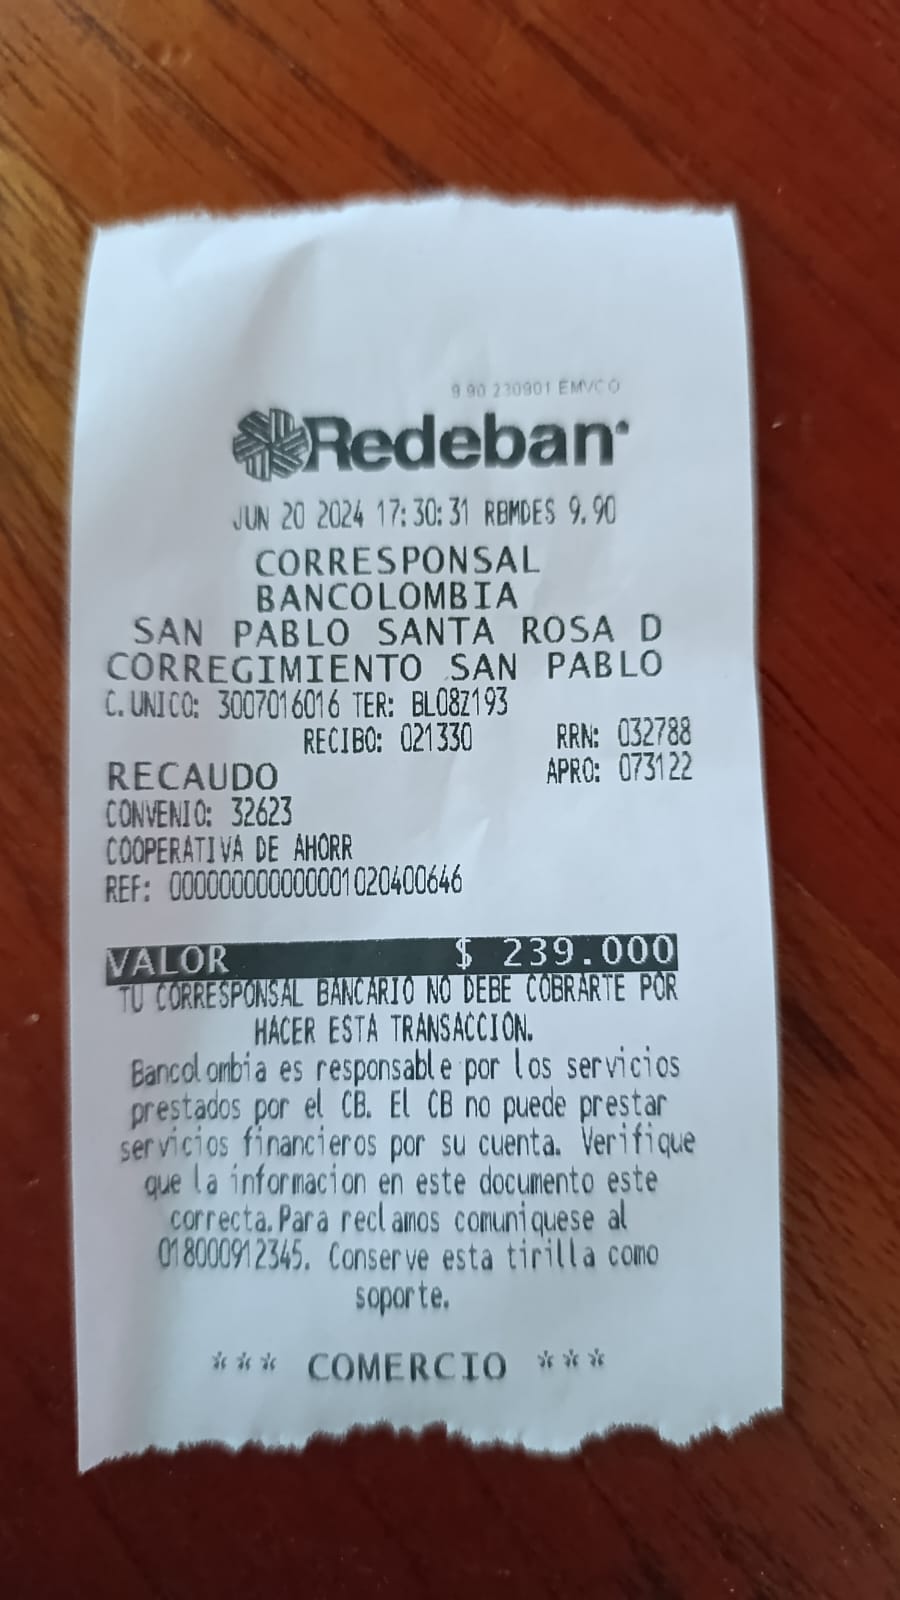 9.90 230901 EMVCO
Redeban
JUN 20 2024 17:30:31 RBMDES 9.90
CORRESPONSAL
BANCOLOMBIA
SAN PABLO SANTA ROSA D
CORREGIMIENTO SAN PABLO
C. UNICO: 3007016016 TER: BL08Z193
RECIBO: 021330 RRN: 032788
RECAUDO APRO: 073122
CONVENIO: 32623
COOPERATIVA DE AHORR
REF: 000000000000001020400646
VALOR $ 239.000
TU CORRESPONSAL BANCARIO NO DEBE COBRARTE POR
HACER ESTA TRANSACCION.
Bancolombia es responsable por los servicios
prestados por el CB. El CB no puede prestar
servicios financieros por su cuenta. Verifique
que la informacion en este documento este
correcta.Para reclamos comuniquese al
018000912345. Conserve esta tirilla como
soporte.
*** COMERCIO ***